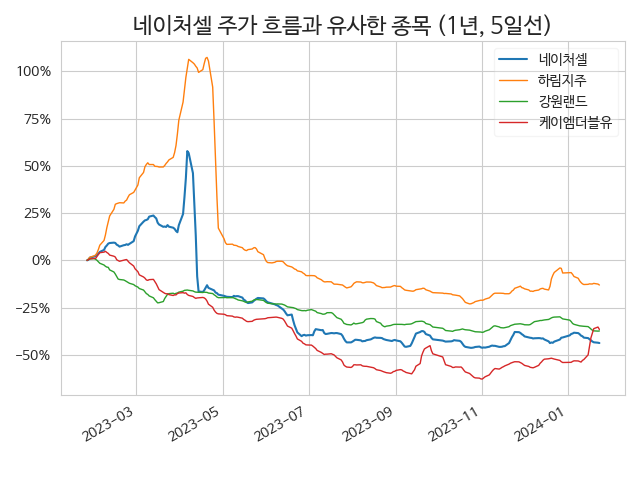 네이처셀 주가 흐름과 유사한 종목 (1년, 5일선)
네이처셀
하림지주
강원랜드
케이엠더블유
100%
75%
50%
25%
0%
−25%
−50%
2023-03
2023-05
2023-07
2023-09
2023-11
2024-01